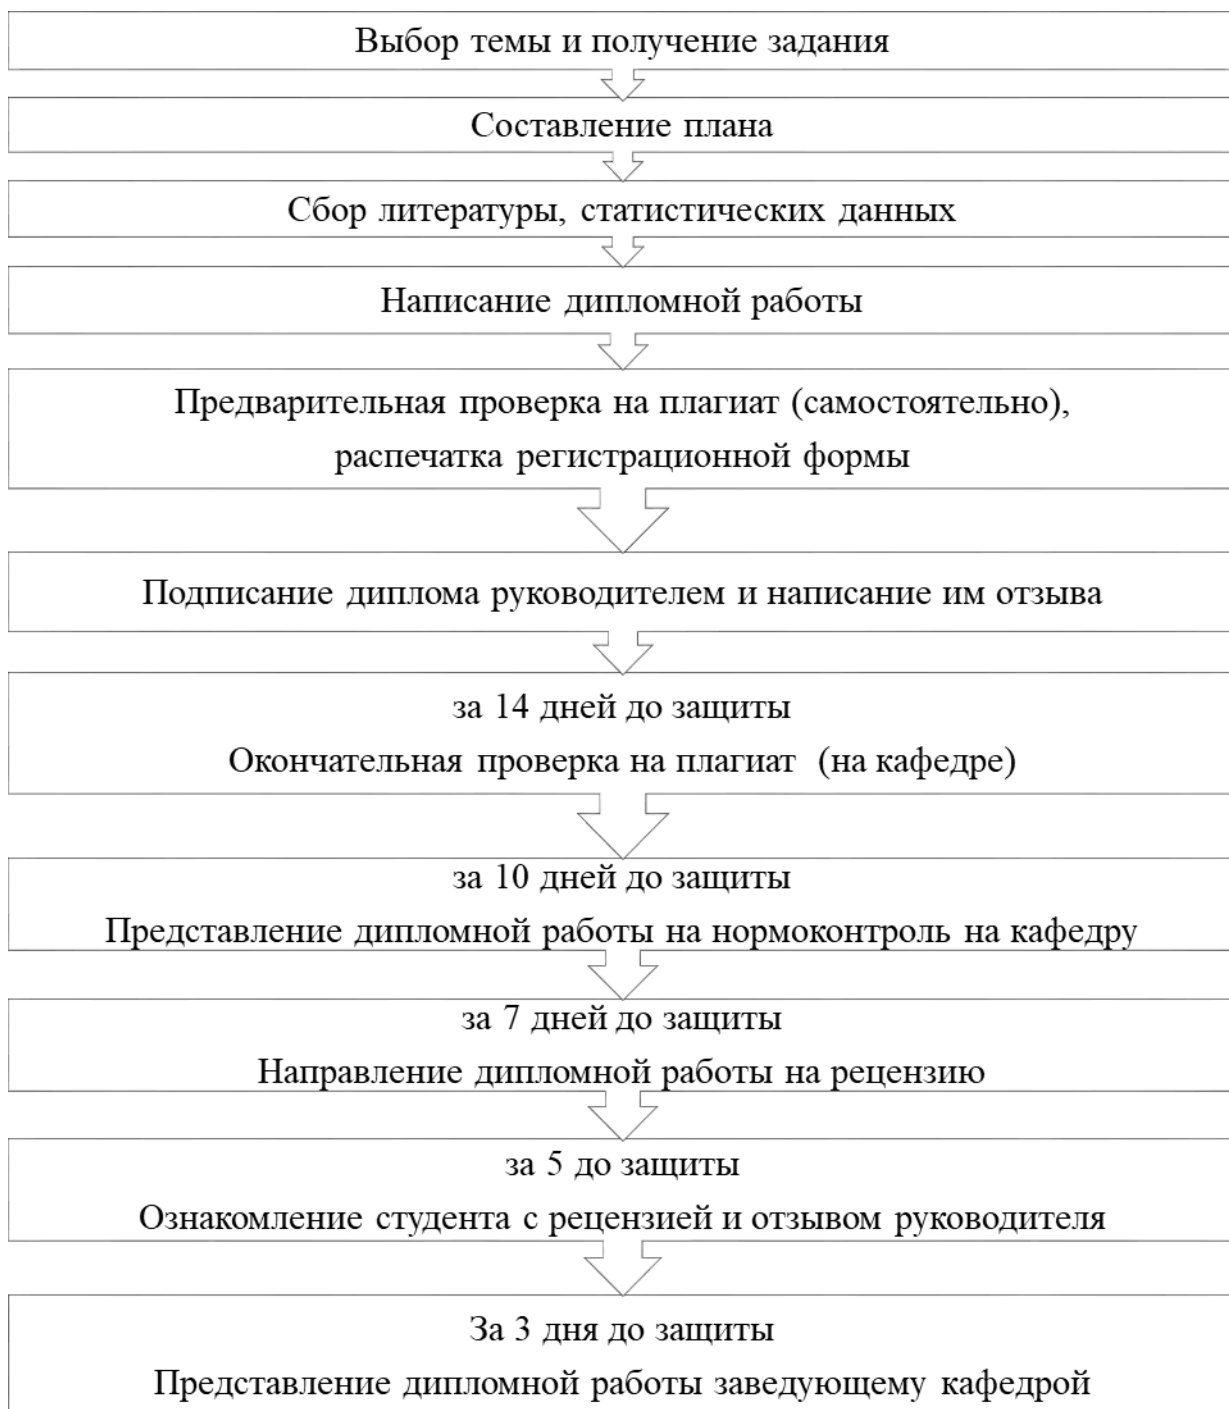 Выбор темы и получение задания
Составление плана
Сбор литературы, статистических данных
Написание дипломной работы
Предварительная проверка на плагиат (самостоятельно),
распечатка регистрационной формы
Подписание диплома руководителем и написание им отзыва
за 14 дней до защиты
Окончательная проверка на плагиат (на кафедре)
за 10 дней до защиты
Представление дипломной работы на нормоконтроль на кафедру
за 7 дней до защиты
Направление дипломной работы на рецензию
за 5 до защиты
Ознакомление студента с рецензией и отзывом руководителя
За 3 дня до защиты
Представление дипломной работы заведующему кафедрой